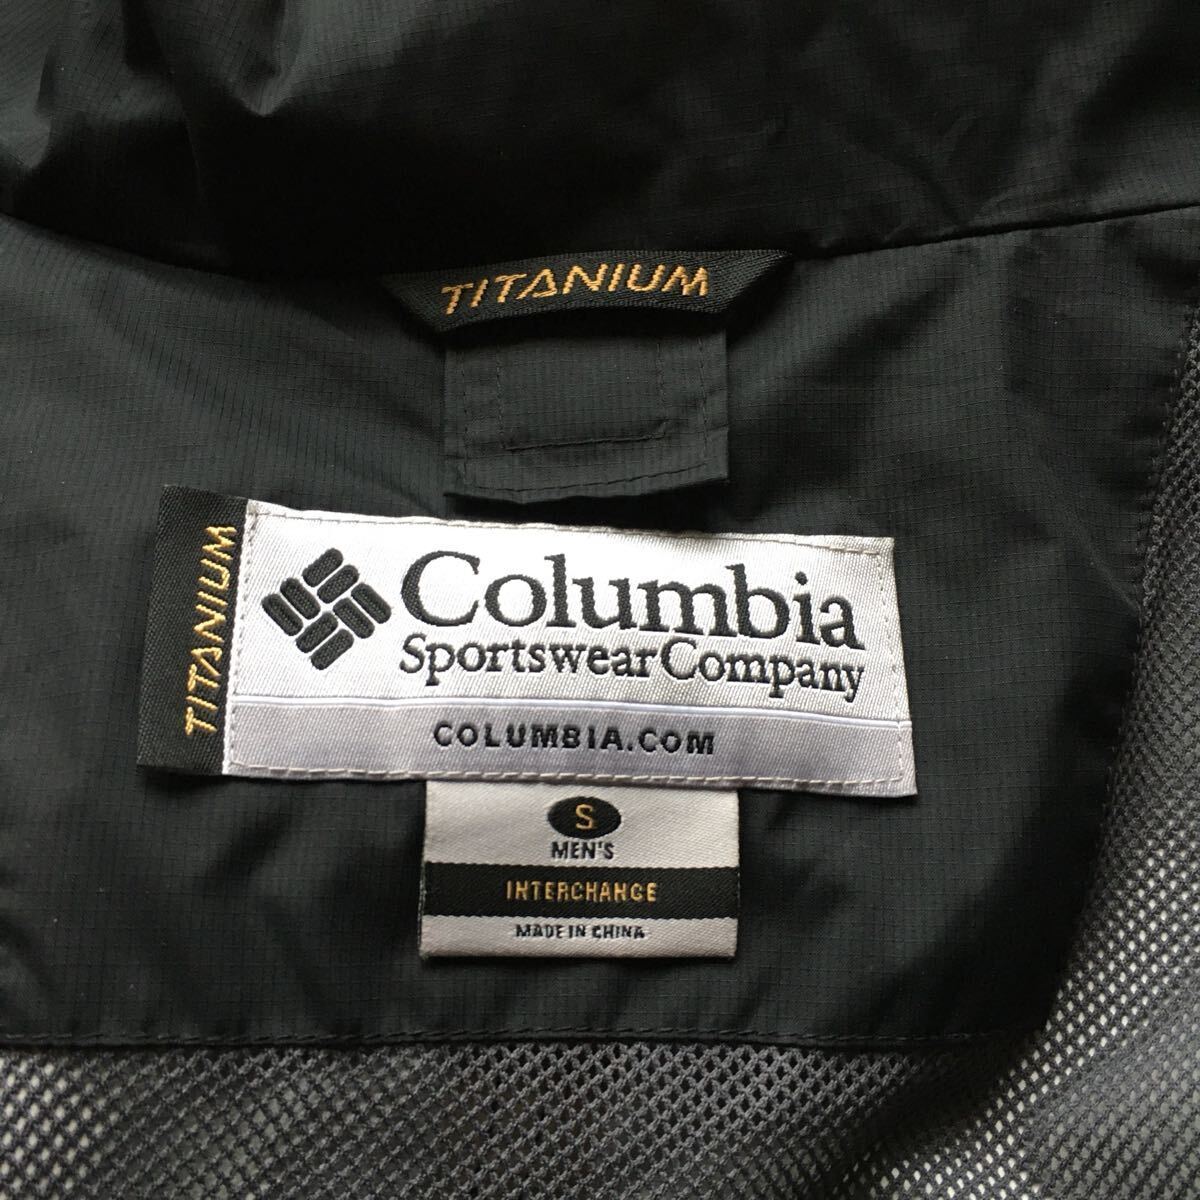 TITANIUM
TITANIUM
Columbia
Sportswear Company
COLUMBIA.COM
S
MEN'S
INTERCHANGE
MADE IN CHINA